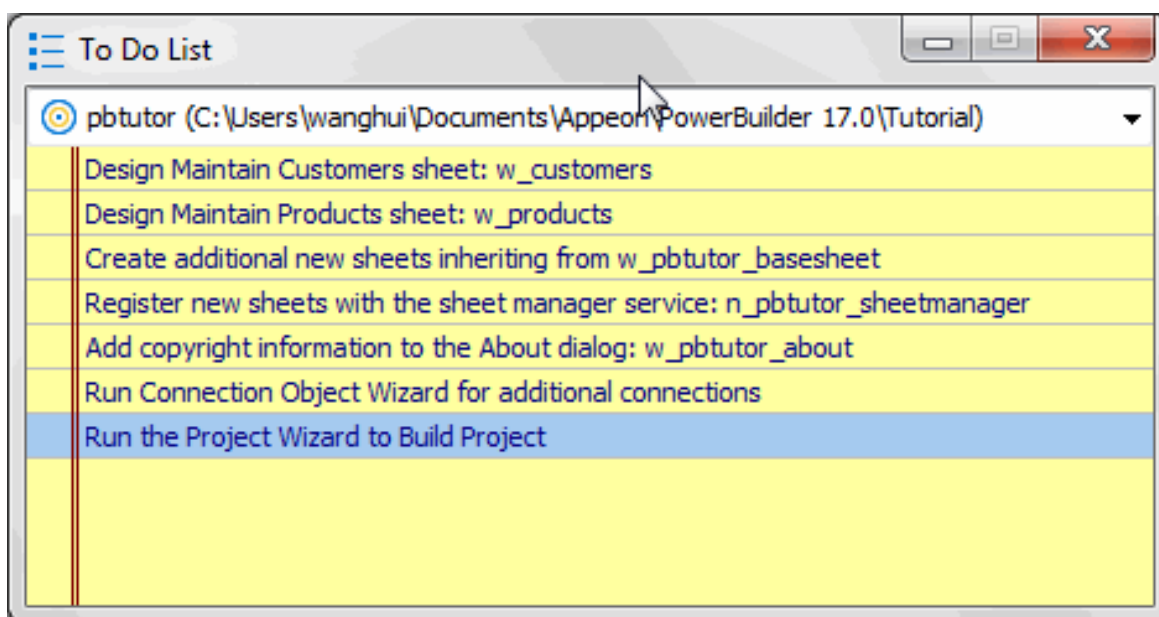 To Do List
pbtutor (C:\Users\wanghui\Documents\Appeon\PowerBuilder 17.0\Tutorial)
Design Maintain Customers sheet: w_customers
Design Maintain Products sheet: w_products
Create additional new sheets inheriting from w_pbtutor_basesheet
Register new sheets with the sheet manager service: n_pbtutor_sheetmanager
Add copyright information to the About dialog: w_pbtutor_about
Run Connection Object Wizard for additional connections
Run the Project Wizard to Build Project